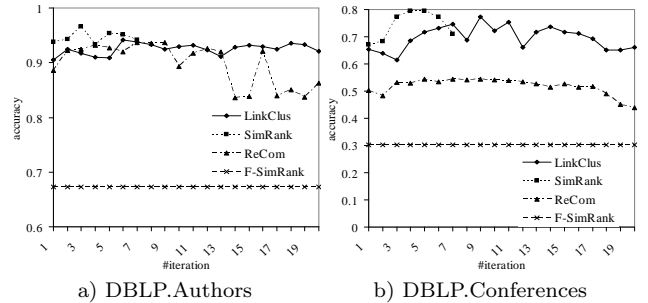 1
0.9
0.8
0.7
0.6
accuracy
LinkClus
SimRank
ReCom
F-SimRank
1 3 5 7 9 11 13 15 17 19
#iteration
a) DBLP.Authors
0.8
0.7
0.6
0.5
0.4
0.3
0.2
0.1
0
accuracy
LinkClus
SimRank
ReCom
F-SimRank
1 3 5 7 9 11 13 15 17 19
#iteration
b) DBLP.Conferences